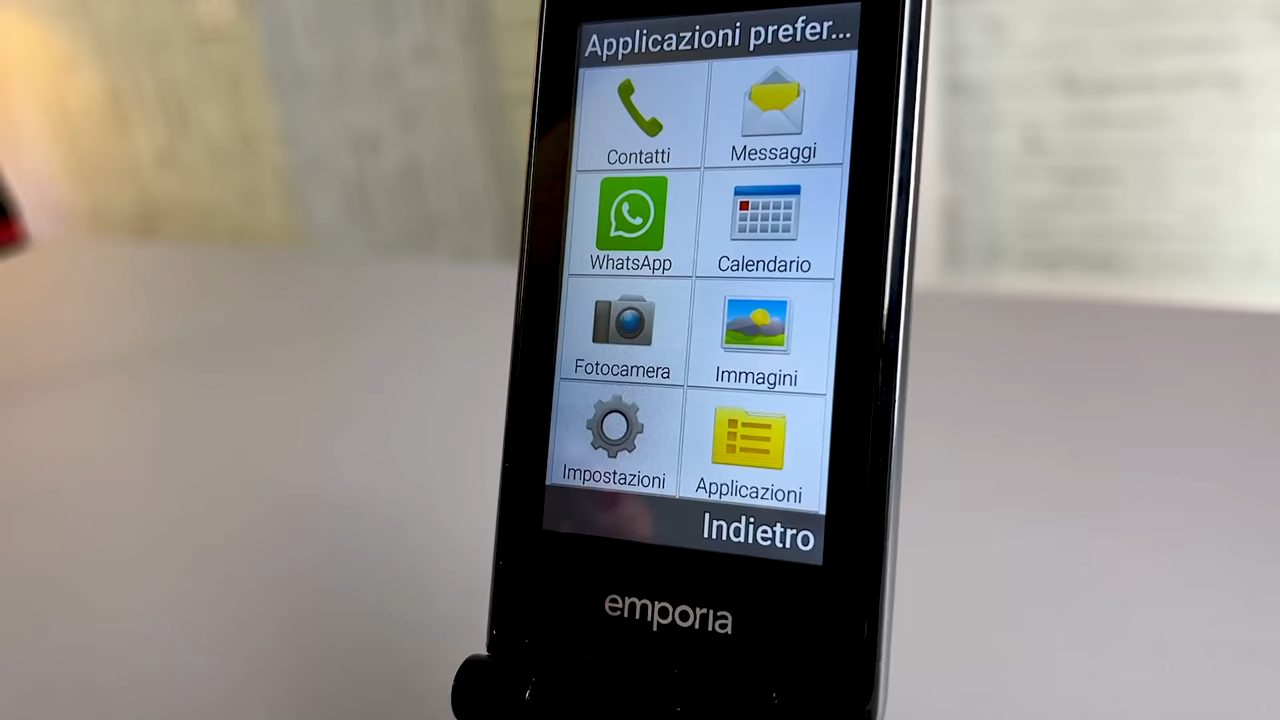 Applicazioni prefer...
Contatti
Messaggi
WhatsApp
Calendario
Fotocamera
Immagini
Impostazioni
Applicazioni
Indietro
emporia